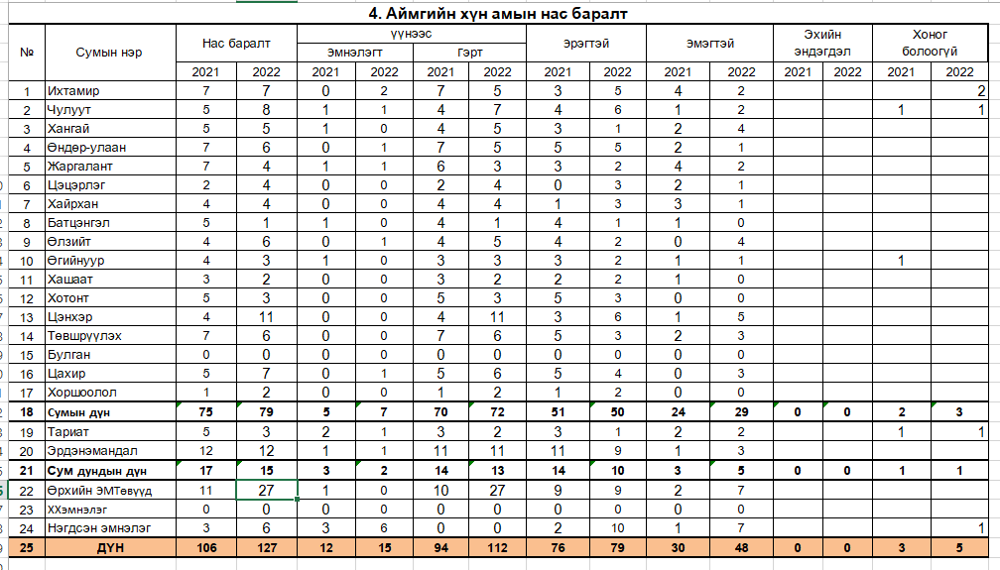 4. Аймгийн хүн амын нас баралт
№ Сумын нэр Нас баралт үүнээс Эрэгтэй Эмэгтэй Эхийн эндэгдэл Хоног болоогүй
Эмнэлэгт Гэрт
2021 2022 2021 2022 2021 2022 2021 2022 2021 2022 2021 2022 2021 2022
1 Ихтамир 7 7 0 2 7 5 3 5 4 2 2
2 Чулуут 5 8 1 1 4 7 4 6 1 2 1 1
3 Хангай 5 5 1 0 4 5 3 1 2 4
4 Өндөр-улаан 7 6 0 1 7 5 5 5 2 1
5 Жаргалант 7 4 1 1 6 3 3 2 4 2
6 Цэцэрлэг 2 4 0 0 2 4 0 3 2 1
7 Хайрхан 4 4 0 0 4 4 1 3 3 1
8 Батцэнгэл 5 1 1 0 4 1 4 1 1 0
9 Өлзийт 4 6 0 1 4 5 4 2 0 4
10 Өгийнуур 4 3 1 0 3 3 3 2 1 1 1
11 Хашаат 3 2 0 0 3 2 2 2 1 0
12 Хотонт 5 3 0 0 5 3 5 3 0 0
13 Цэнхэр 4 11 0 0 4 11 3 6 1 5
14 Төвшрүүлэх 7 6 0 0 7 6 5 3 2 3
15 Булган 0 0 0 0 0 0 0 0 0 0
16 Цахир 5 7 0 1 5 6 5 4 0 3
17 Хоршоолол 1 2 0 0 1 2 1 2 0 0
18 Сумын дүн 75 79 5 7 70 72 51 50 24 29 0 0 2 3
19 Тариат 5 3 2 1 3 2 3 1 2 2 1 1
20 Эрдэнэмандал 12 12 1 1 11 11 11 9 1 3
21 Сум дундын дүн 17 15 3 2 14 13 14 10 3 5 0 0 1 1
22 Өрхийн ЭМТөвүүд 11 27 1 0 10 27 9 9 2 7
23 ХХэмнэлэг 0 0 0 0 0 0 0 0 0 0
24 Нэгдсэн эмнэлэг 3 6 3 6 0 0 2 10 1 7 1
25 ДҮН 106 127 12 15 94 112 76 79 30 48 0 0 3 5